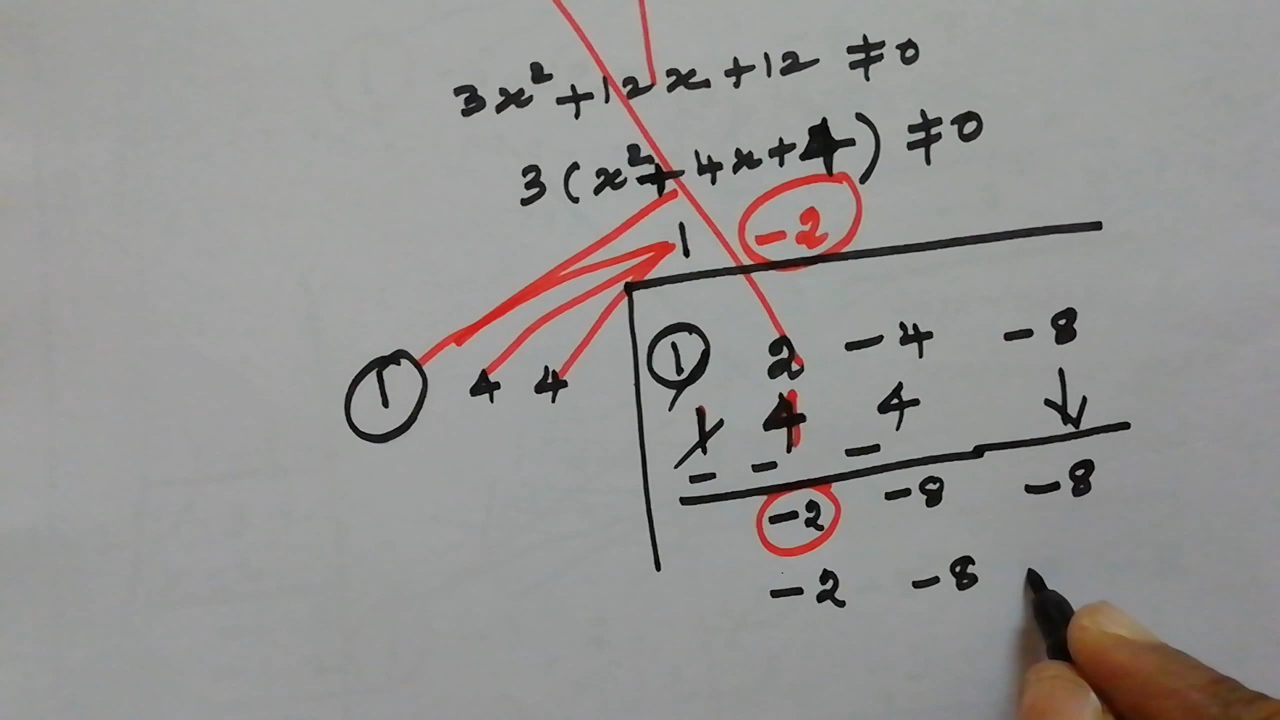 3x² + 12x + 12 ≠ 0
3(x² + 4x + 4) ≠ 0
1 -2
1 4 4 1 2 -4 -8
1 4 4 ↓
- - -
-2 -8 -8
-2 -8